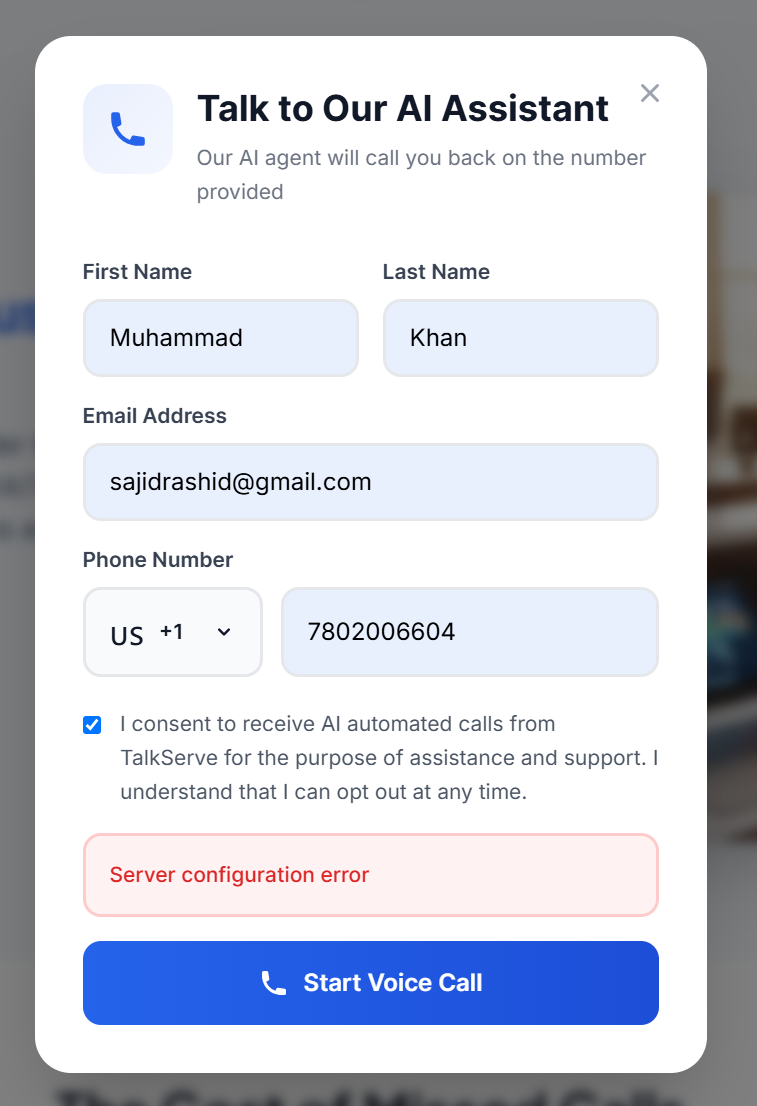 Talk to Our AI Assistant
Our AI agent will call you back on the number
provided
First Name
Last Name
Muhammad
Khan
Email Address
sajidrashid@gmail.com
Phone Number
US +1
7802006604
I consent to receive AI automated calls from
TalkServe for the purpose of assistance and support. I
understand that I can opt out at any time.
Server configuration error
Start Voice Call